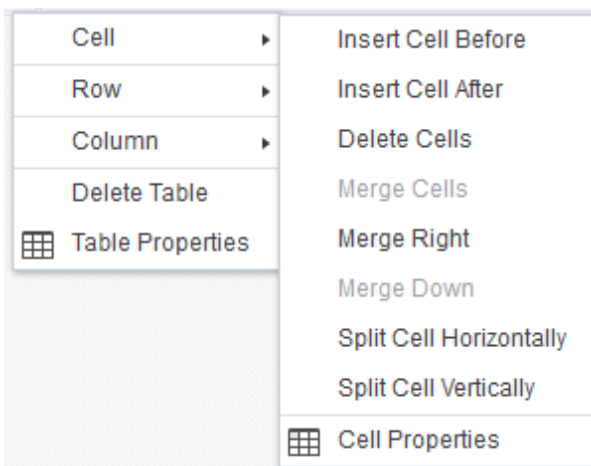 Cell
Row
Column
Delete Table
Table Properties
Insert Cell Before
Insert Cell After
Delete Cells
Merge Cells
Merge Right
Merge Down
Split Cell Horizontally
Split Cell Vertically
Cell Properties